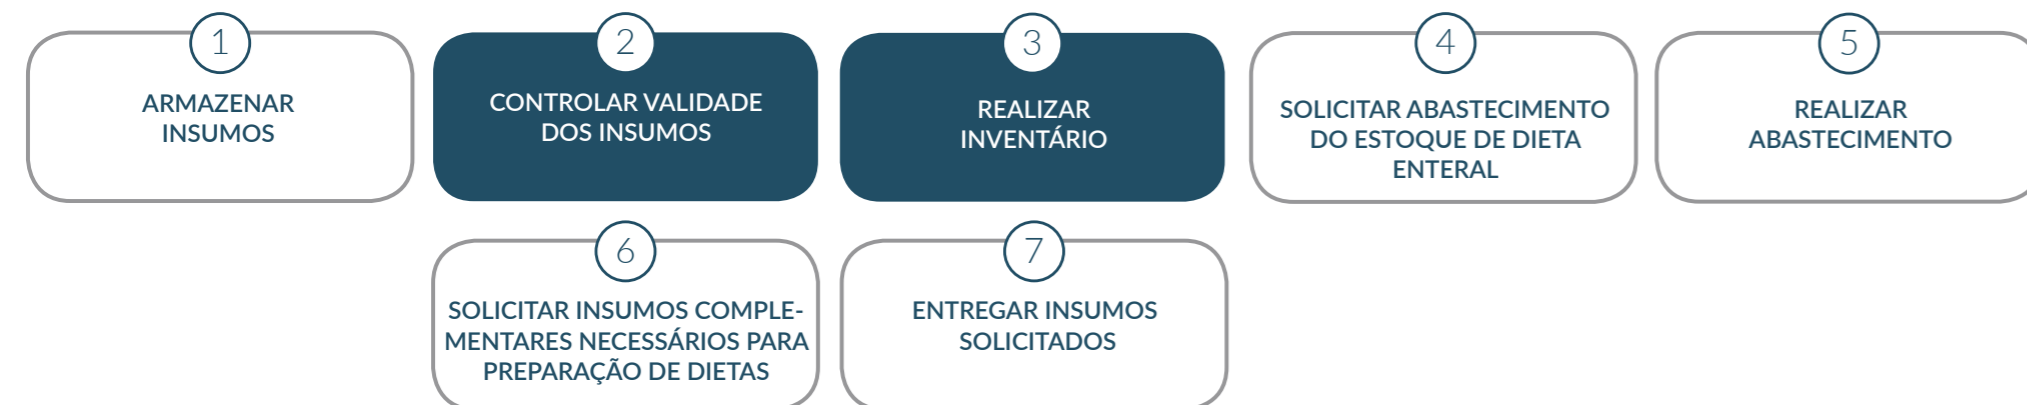 1
ARMAZENAR
INSUMOS
2
CONTROLAR VALIDADE
DOS INSUMOS
3
REALIZAR
INVENTÁRIO
4
SOLICITAR ABASTECIMENTO
DO ESTOQUE DE DIETA
ENTERAL
5
REALIZAR
ABASTECIMENTO
6
SOLICITAR INSUMOS COMPLE-
MENTARES NECESSÁRIOS PARA
PREPARAÇÃO DE DIETAS
7
ENTREGAR INSUMOS
SOLICITADOS